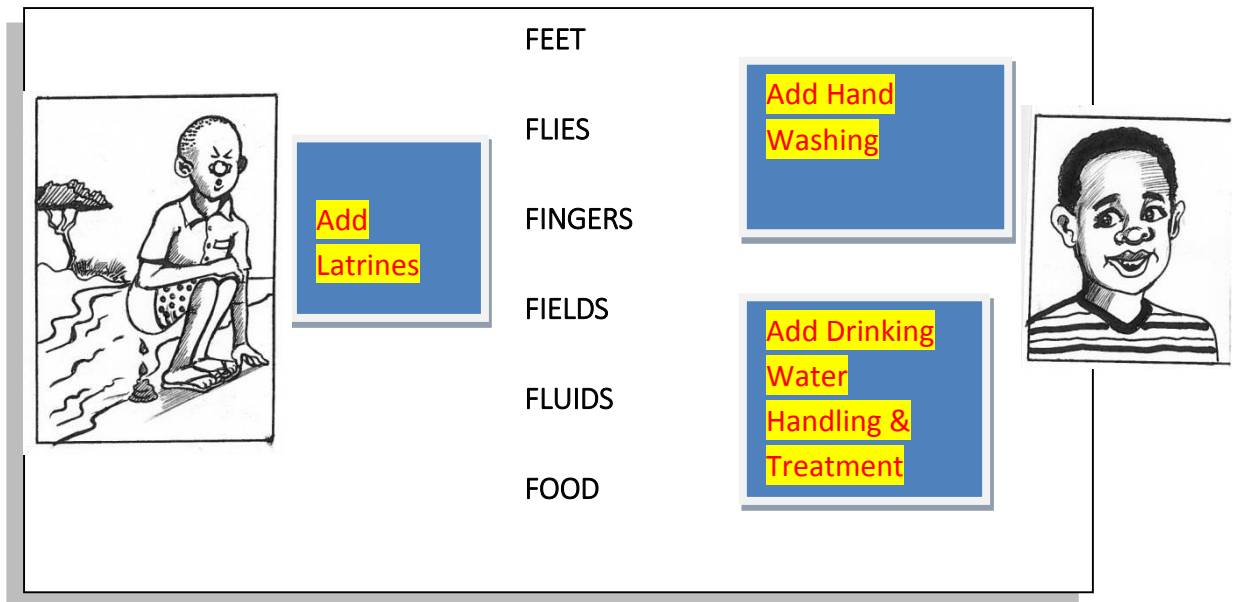 Add
Latrines
FEET
FLIES
FINGERS
FIELDS
FLUIDS
FOOD
Add Hand
Washing
Add Drinking
Water
Handling &
Treatment